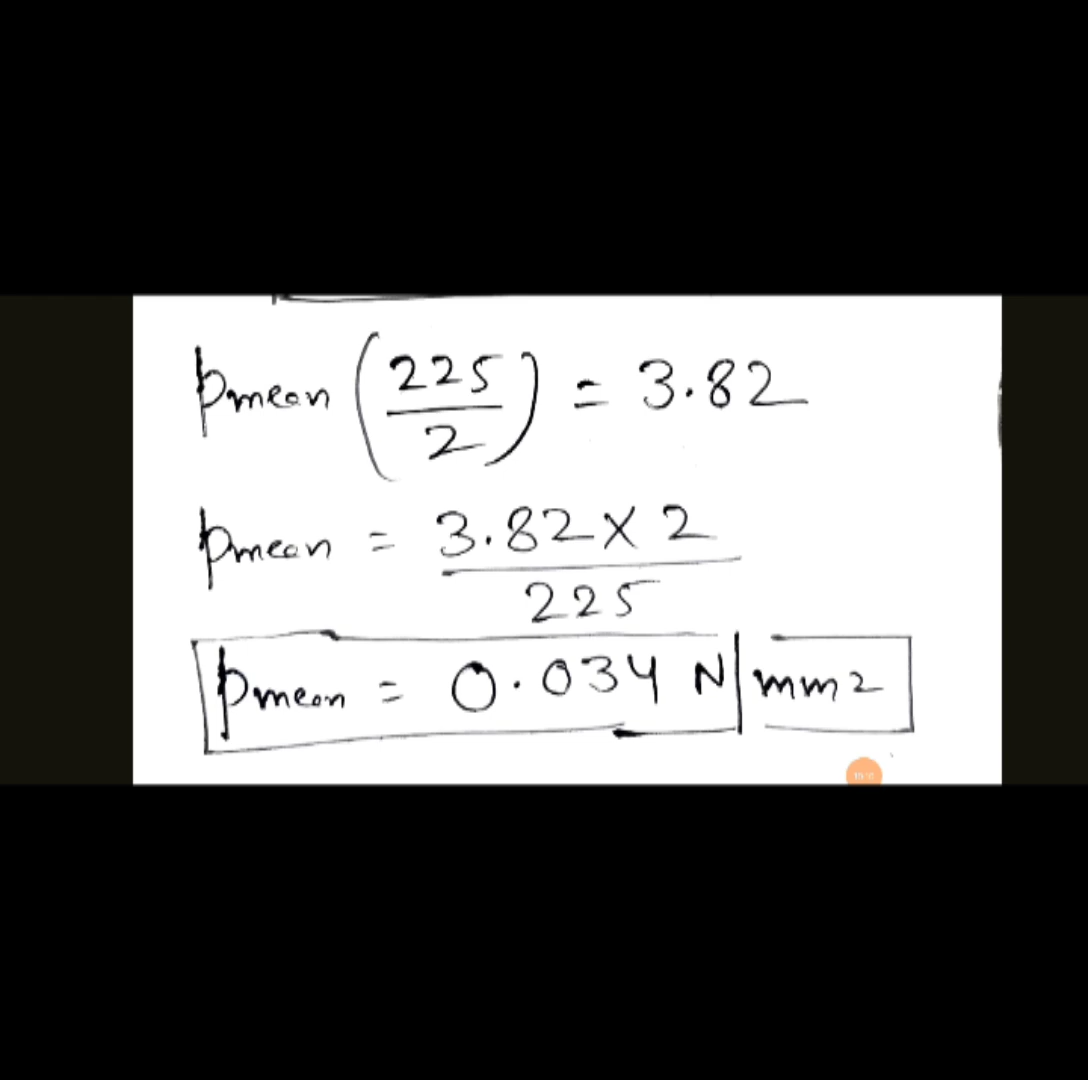 pmean (225/2) = 3.82
pmean = 3.82 X 2 / 225
pmean = 0.034 N/mm2